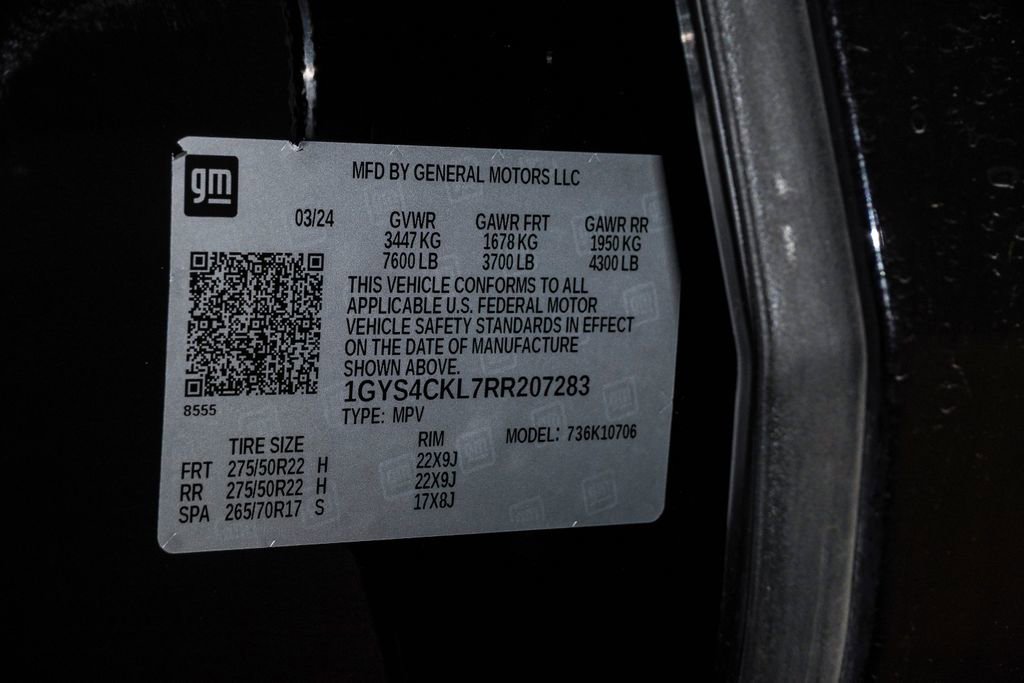 gm
MFD BY GENERAL MOTORS LLC
03/24 GVWR GAWR FRT GAWR RR
3447 KG 1678 KG 1950 KG
7600 LB 3700 LB 4300 LB
THIS VEHICLE CONFORMS TO ALL
APPLICABLE U.S. FEDERAL MOTOR
VEHICLE SAFETY STANDARDS IN EFFECT
ON THE DATE OF MANUFACTURE
SHOWN ABOVE.
1GYS4CKL7RR207283
8555
TYPE: MPV
TIRE SIZE RIM MODEL: 736K10706
FRT 275/50R22 H 22X9J
RR 275/50R22 H 22X9J
SPA 265/70R17 S 17X8J